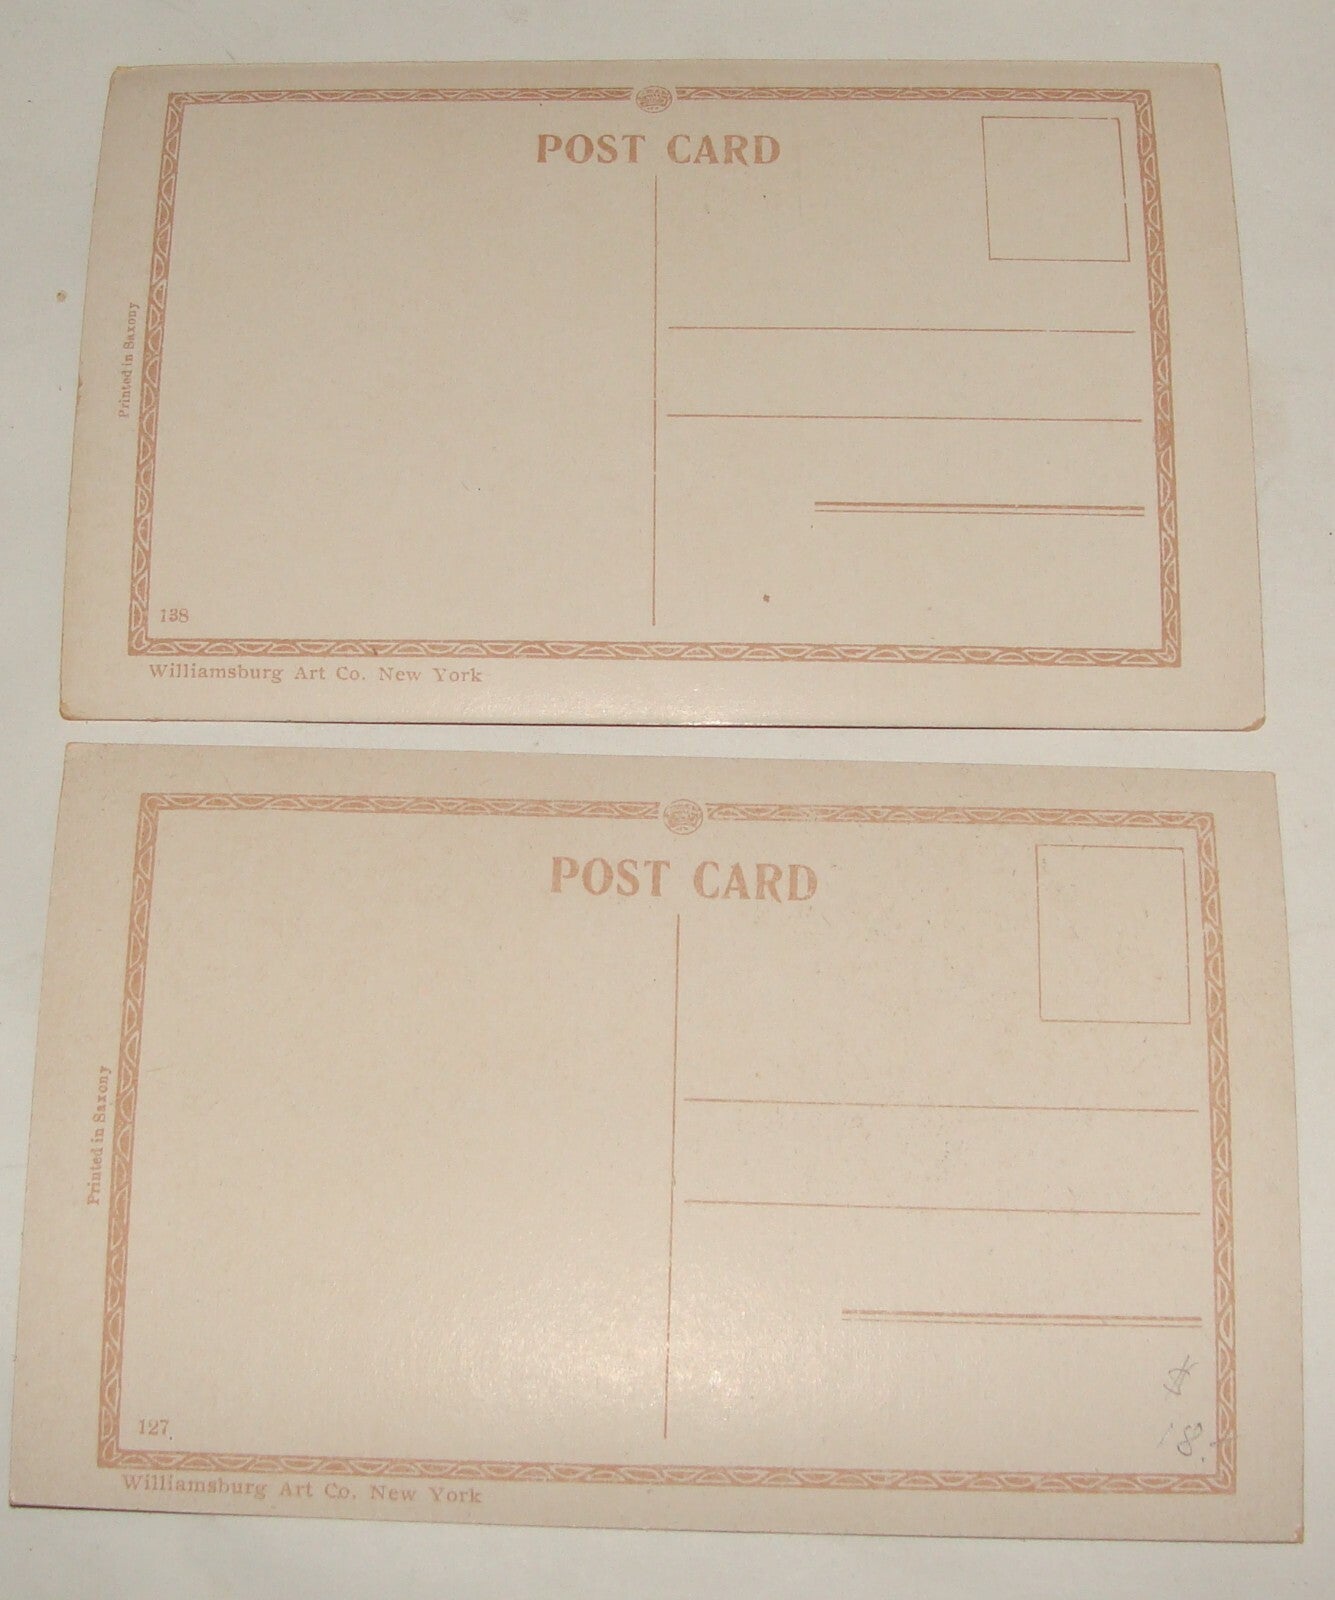 POST CARD
Printed in Saxony
138
Williamsburg Art Co. New York
POST CARD
Printed in Saxony
127
Williamsburg Art Co. New York